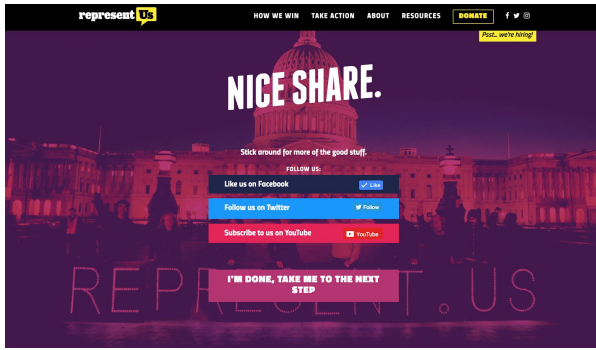 represent Us
HOW WE WIN TAKE ACTION ABOUT RESOURCES DONATE
Psst... we're hiring!
NICE SHARE.
Stick around for more of the good stuff.
FOLLOW US:
Like us on Facebook Like
Follow us on Twitter Follow
Subscribe to us on YouTube YouTube
I'M DONE, TAKE ME TO THE NEXT
STEP
REPRESENT.US